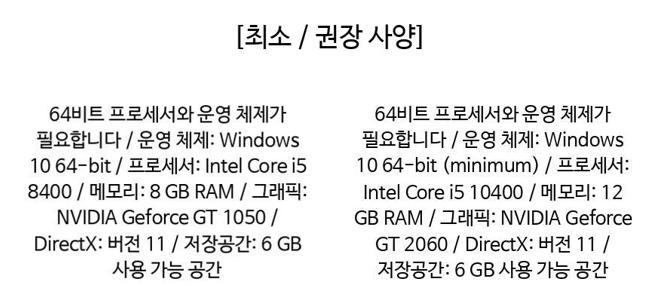 [최소 / 권장 사양]
64비트 프로세서와 운영 체제가
필요합니다 / 운영 체제: Windows
10 64-bit / 프로세서: Intel Core i5
8400 / 메모리: 8 GB RAM / 그래픽:
NVIDIA Geforce GT 1050 /
DirectX: 버전 11 / 저장공간: 6 GB
사용 가능 공간
64비트 프로세서와 운영 체제가
필요합니다 / 운영 체제: Windows
10 64-bit (minimum) / 프로세서:
Intel Core i5 10400 / 메모리: 12
GB RAM / 그래픽: NVIDIA Geforce
GT 2060 / DirectX: 버전 11 /
저장공간: 6 GB 사용 가능 공간